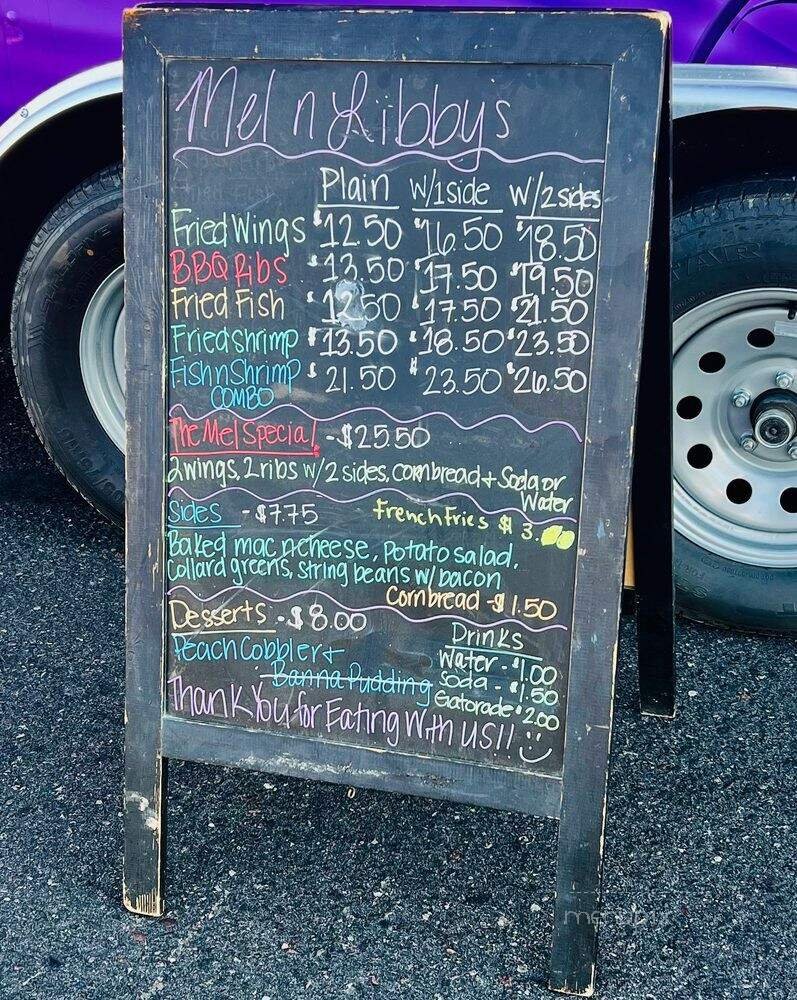 Mel n Libbys
Plain W/1side W/2sides
Fried Wings $12.50 $16.50 $18.50
BBQ Ribs $13.50 $17.50 $19.50
Fried Fish $12.50 $17.50 $21.50
Fried shrimp $13.50 $18.50 $23.50
Fish n Shrimp $21.50 $23.50 $26.50
COMBO
The Mel Special - $25.50
2 wings, 2 ribs w/ 2 sides, cornbread + Soda or
Water
Sides - $7.75 French Fries $3.00
Baked mac n cheese, potato salad,
collard greens, string beans w/ bacon
Cornbread - $1.50
Desserts - $8.00 Drinks
Peach Cobbler + Water - $1.00
Banna Pudding Soda - $1.50
Gatorade $2.00
Thank You for Eating With us!!